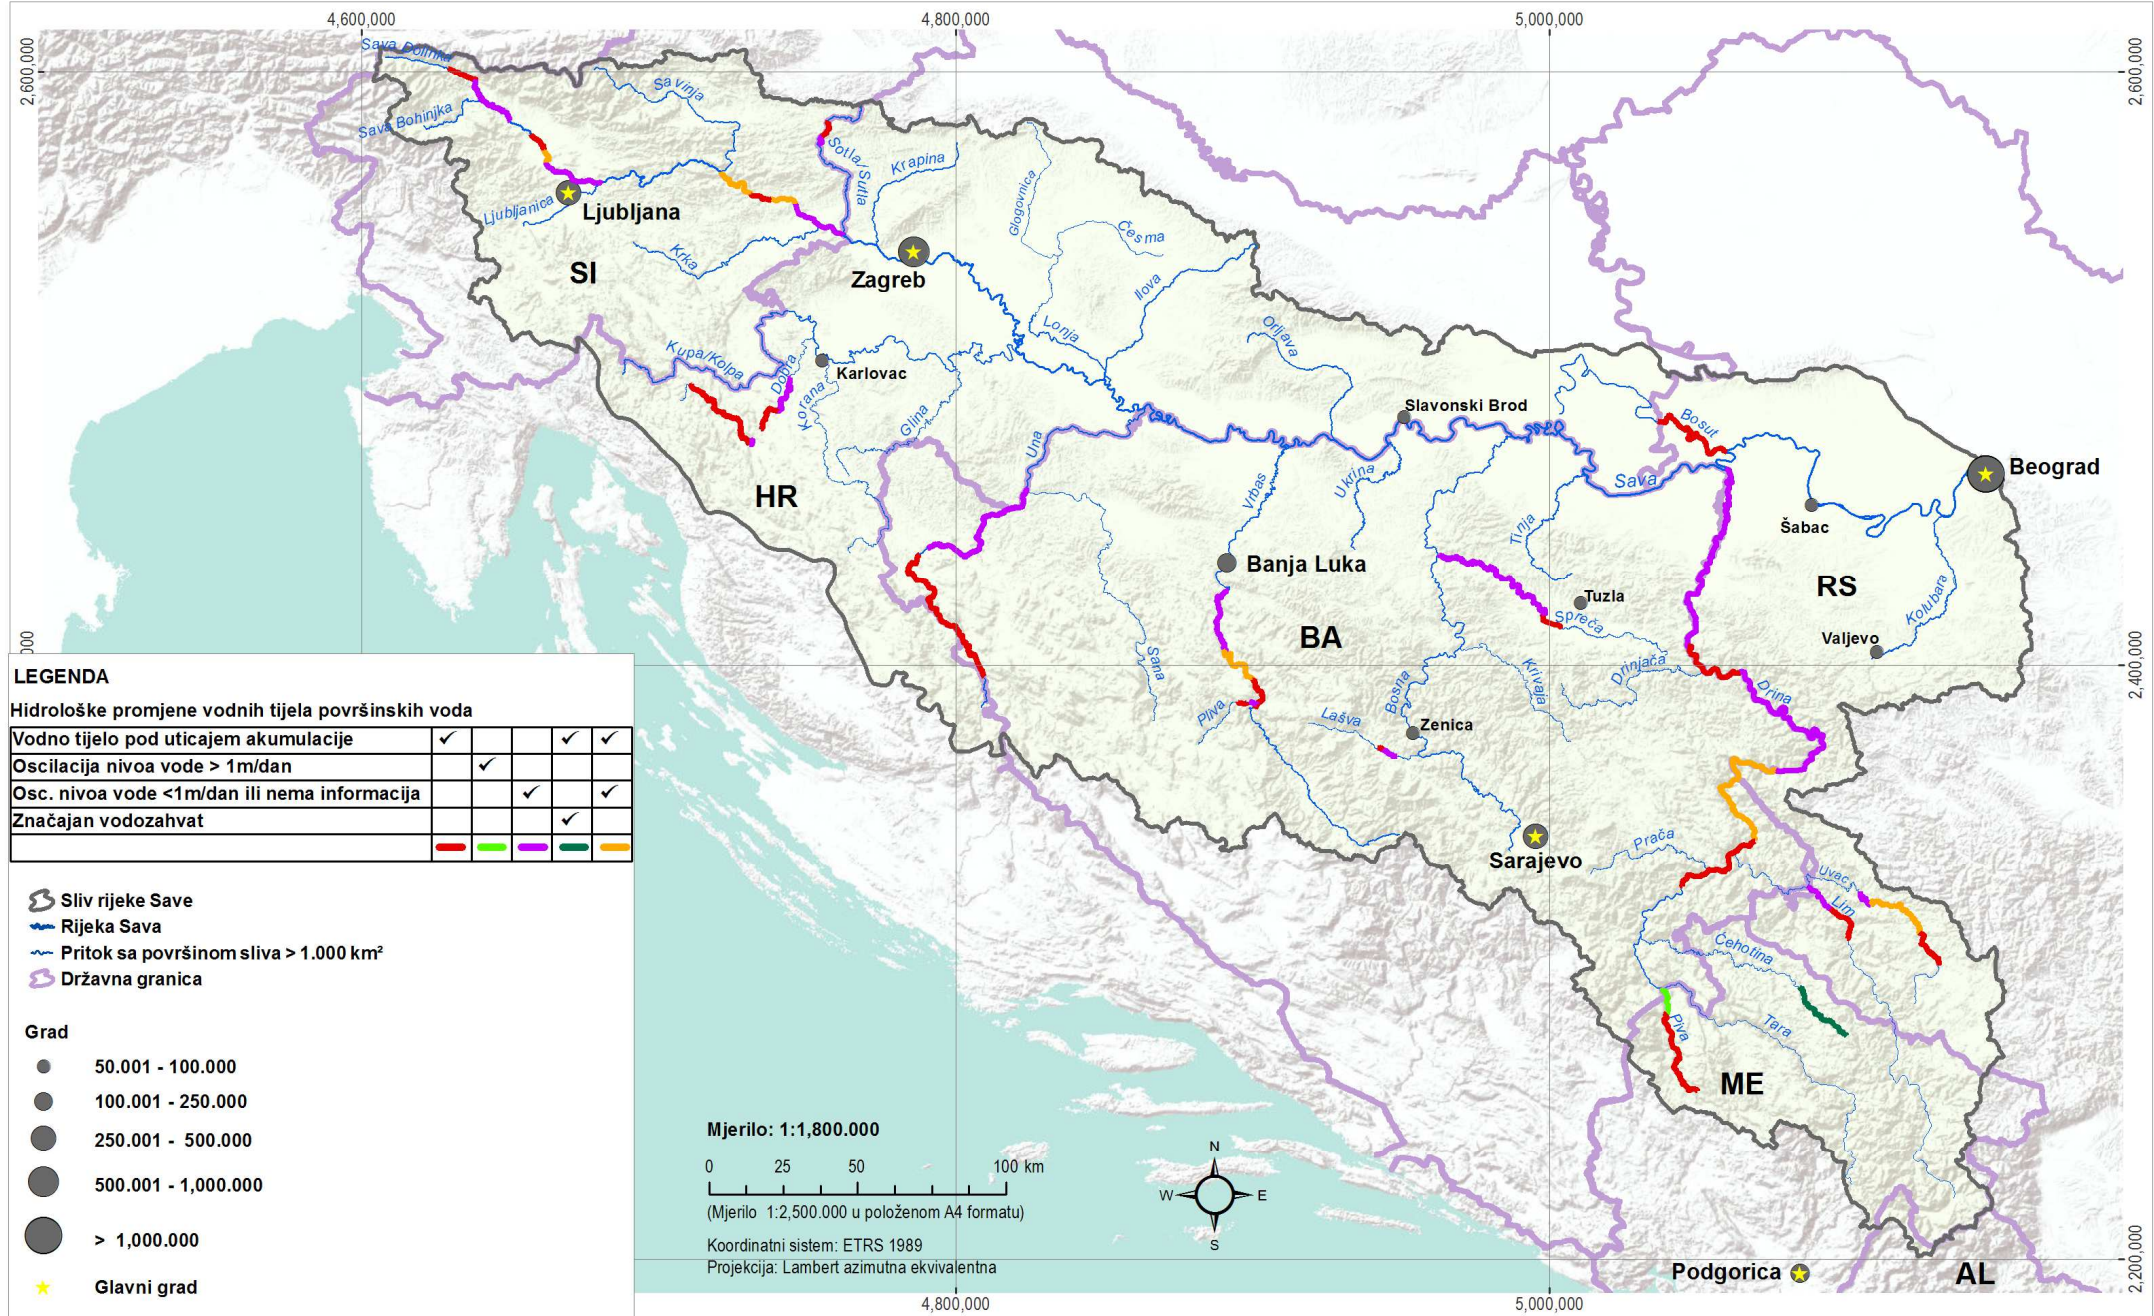 4,600,000
4,800,000
5,000,000
2,600,000
2,600,000
Sava Dolinka
Sava Bohinjka
Savinja
Sotla/Sutla
Krapina
Glogovnica
Česma
Ljubljanica
Ljubljana
Krka
SI
Zagreb
Ilova
Lonja
Orljava
Kupa/Kolpa
Dobra
Karlovac
Korana
Glina
Slavonski Brod
Bosut
Una
Vrbas
Ukrina
Sava
Beograd
HR
Šabac
Tinja
Banja Luka
RS
Tuzla
Spreča
Kolubara
BA
Valjevo
Sana
Krivaja
Drinjača
Drina
Bosna
Pliva
Lašva
Zenica
2,400,000
Sarajevo
Prača
Uvac
Lim
Ćehotina
Piva
Tara
ME
Podgorica
AL
2,200,000
LEGENDA
Hidrološke promjene vodnih tijela površinskih voda
Vodno tijelo pod uticajem akumulacije ✓ ✓ ✓
Oscilacija nivoa vode > 1m/dan ✓
Osc. nivoa vode <1m/dan ili nema informacija ✓ ✓
Značajan vodozahvat ✓
Sliv rijeke Save
Rijeka Sava
Pritok sa površinom sliva > 1.000 km²
Državna granica
Grad
50.001 - 100.000
100.001 - 250.000
250.001 - 500.000
500.001 - 1,000.000
> 1,000.000
Glavni grad
Mjerilo: 1:1,800.000
0 25 50 100 km
(Mjerilo 1:2,500.000 u položenom A4 formatu)
Koordinatni sistem: ETRS 1989
Projekcija: Lambert azimutna ekvivalentna
N
W E
S
4,800,000
5,000,000